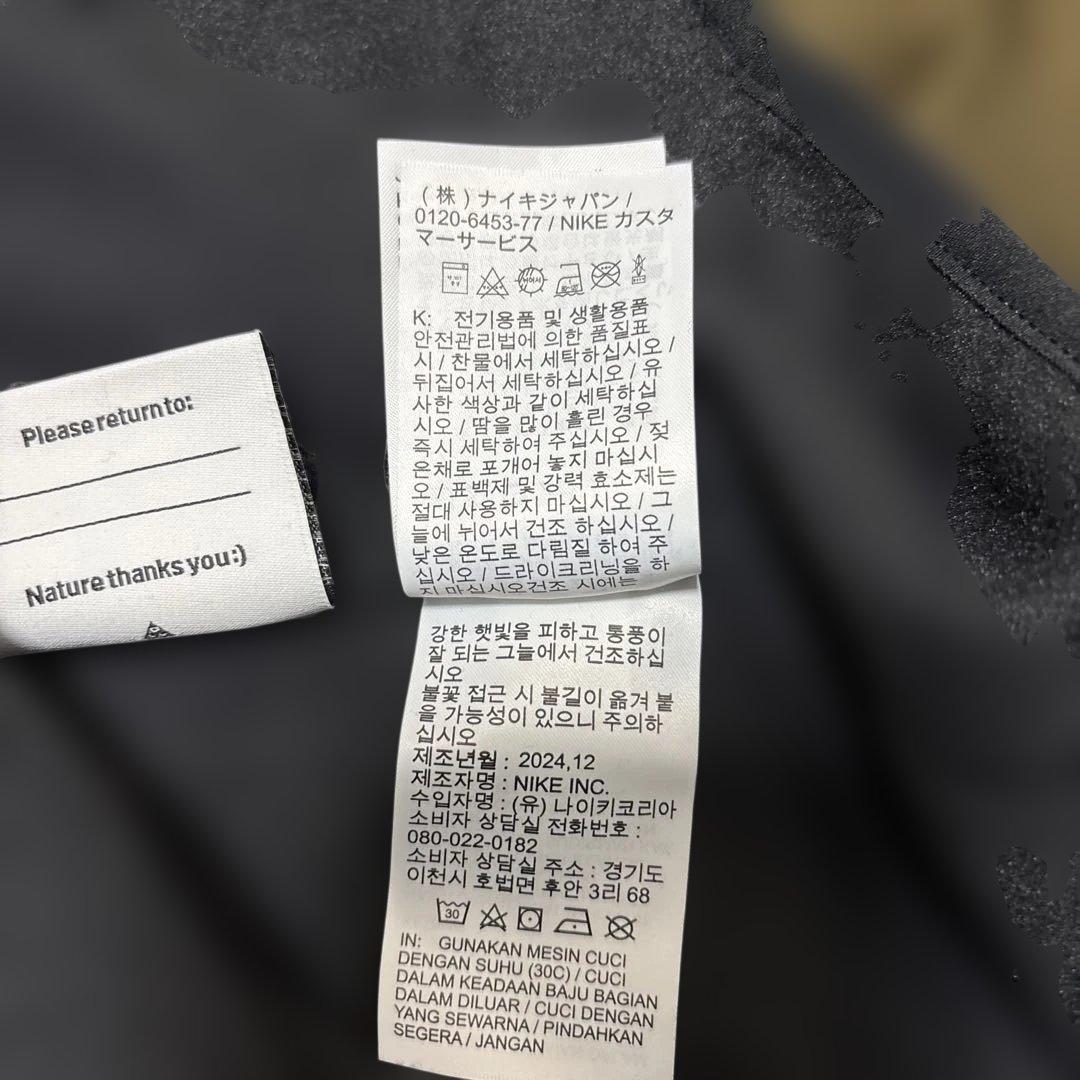 Please return to:
Nature thanks you:)
(株)ナイキジャパン /
0120-6453-77 / NIKE カスタ
マーサービス
K: 전기용품 및 생활용품
안전관리법에 의한 품질표
시 / 찬물에서 세탁하십시오 /
뒤집어서 세탁하십시오 / 유
사한 색상과 같이 세탁하십
시오 / 땀을 많이 흘린 경우
즉시 세탁하여 주십시오 / 젖
은채로 포개어 놓지 마십시
오 / 표백제 및 강력 효소제는
절대 사용하지 마십시오 / 그
늘에 뉘어서 건조 하십시오 /
낮은 온도로 다림질 하여 주
십시오 / 드라이크리닝을 하
지 마십시오건조 시에는
강한 햇빛을 피하고 통풍이
잘 되는 그늘에서 건조하십
시오
불꽃 접근 시 불길이 옮겨 붙
을 가능성이 있으니 주의하
십시오
제조년월 : 2024,12
제조자명 : NIKE INC.
수입자명 : (유) 나이키코리아
소비자 상담실 전화번호 :
080-022-0182
소비자 상담실 주소 : 경기도
이천시 호법면 후안 3리 68
30
IN: GUNAKAN MESIN CUCI
DENGAN SUHU (30C) / CUCI
DALAM KEADAAN BAJU BAGIAN
DALAM DILUAR / CUCI DENGAN
YANG SEWARNA / PINDAHKAN
SEGERA / JANGAN